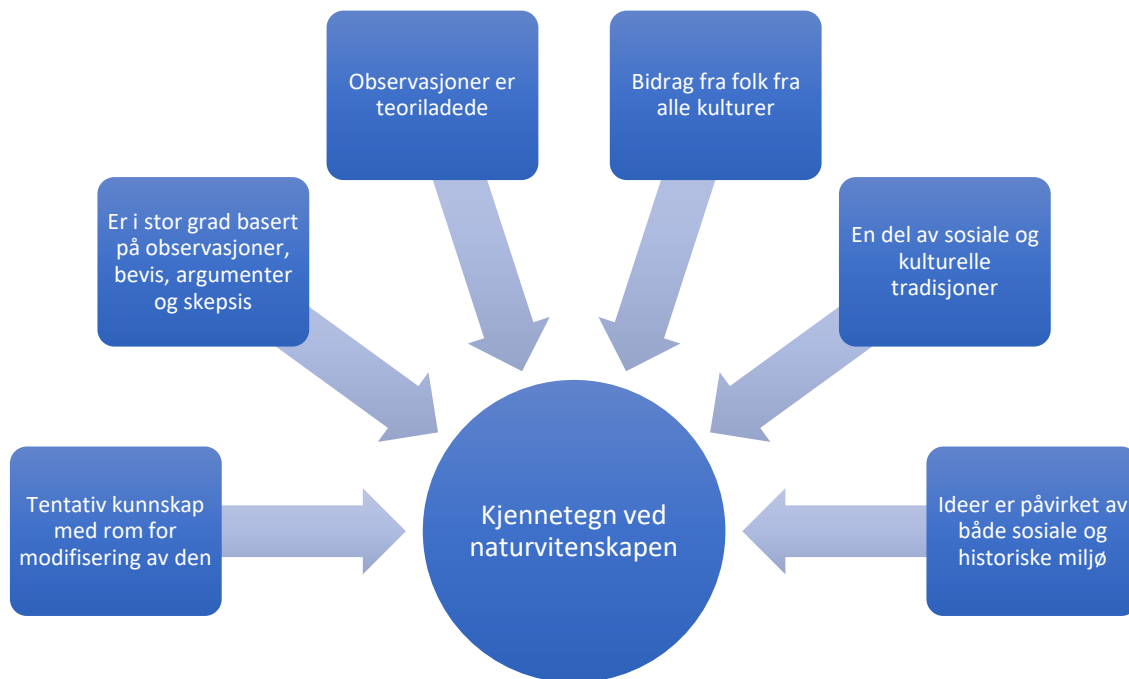 Observasjoner er
teoriladede
Bidrag fra folk fra
alle kulturer
Er i stor grad basert
på observasjoner,
bevis, argumenter
og skepsis
En del av sosiale og
kulturelle
tradisjoner
Tentativ kunnskap
med rom for
modifisering av den
Kjennetegn ved
naturvitenskapen
Ideer er påvirket av
både sosiale og
historiske miljø